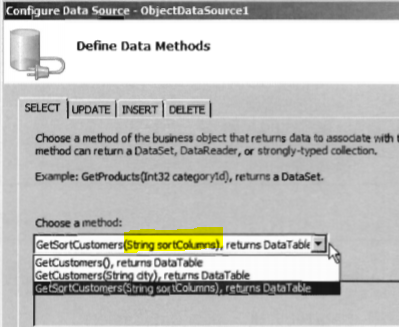 Configure Data Source - ObjectDataSource1
Define Data Methods
SELECT UPDATE INSERT DELETE
Choose a method of the business object that returns data to associate with t
method can return a DataSet, DataReader, or strongly-typed collection.
Example: GetProducts(Int32 categoryId), returns a DataSet.
Choose a method:
GetSortCustomers(String sortColumns), returns DataTable
GetCustomers(), returns DataTable
GetCustomers(String city), returns DataTable
GetSortCustomers(String sortColumns), returns DataTable